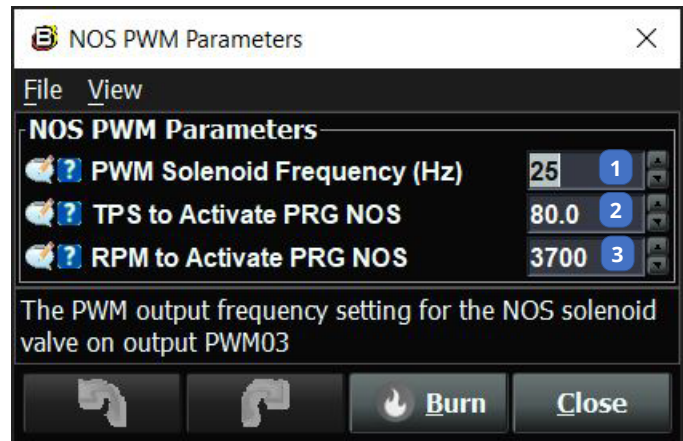 NOS PWM Parameters
File View
NOS PWM Parameters
PWM Solenoid Frequency (Hz) 25 1
TPS to Activate PRG NOS 80.0 2
RPM to Activate PRG NOS 3700 3
The PWM output frequency setting for the NOS solenoid
valve on output PWM03
Burn Close